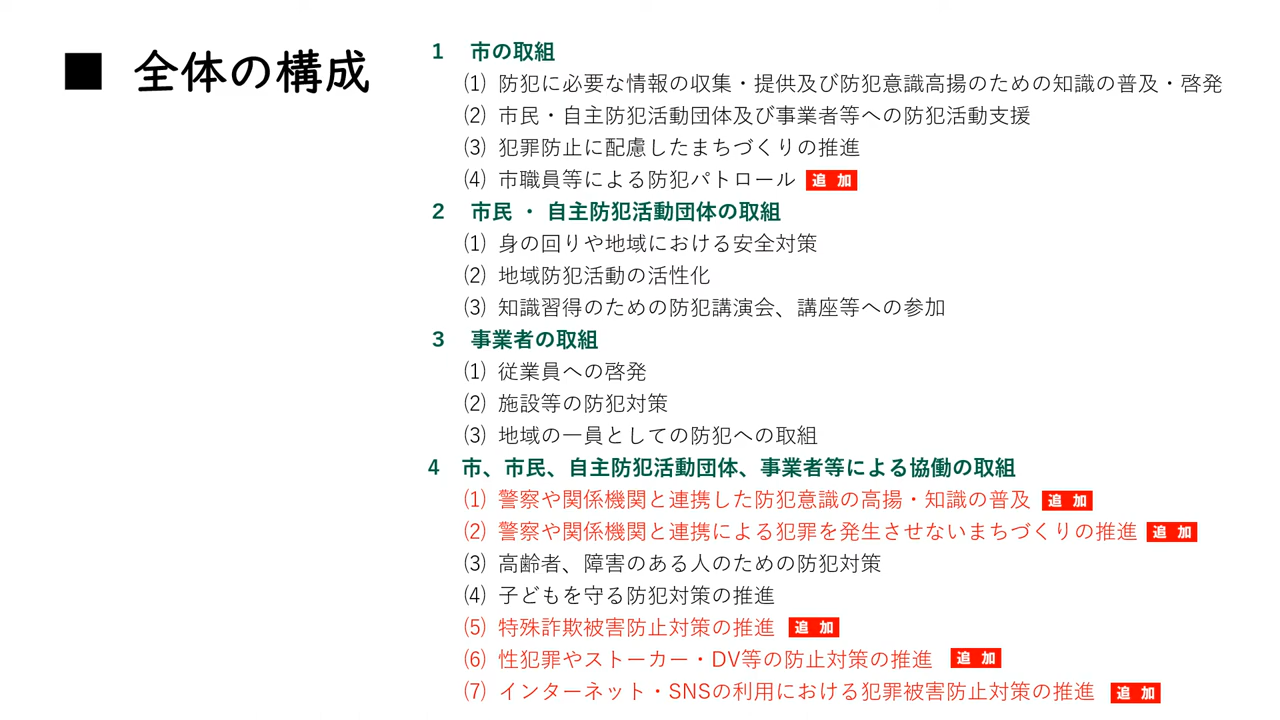 ■ 全体の構成
1 市の取組
(1) 防犯に必要な情報の収集・提供及び防犯意識高揚のための知識の普及・啓発
(2) 市民・自主防犯活動団体及び事業者等への防犯活動支援
(3) 犯罪防止に配慮したまちづくりの推進
(4) 市職員等による防犯パトロール 追 加
2 市民 ・ 自主防犯活動団体の取組
(1) 身の回りや地域における安全対策
(2) 地域防犯活動の活性化
(3) 知識習得のための防犯講演会、講座等への参加
3 事業者の取組
(1) 従業員への啓発
(2) 施設等の防犯対策
(3) 地域の一員としての防犯への取組
4 市、市民、自主防犯活動団体、事業者等による協働の取組
(1) 警察や関係機関と連携した防犯意識の高揚・知識の普及 追 加
(2) 警察や関係機関と連携による犯罪を発生させないまちづくりの推進 追 加
(3) 高齢者、障害のある人のための防犯対策
(4) 子どもを守る防犯対策の推進
(5) 特殊詐欺被害防止対策の推進 追 加
(6) 性犯罪やストーカー・DV等の防止対策の推進 追 加
(7) インターネット・SNSの利用における犯罪被害防止対策の推進 追 加